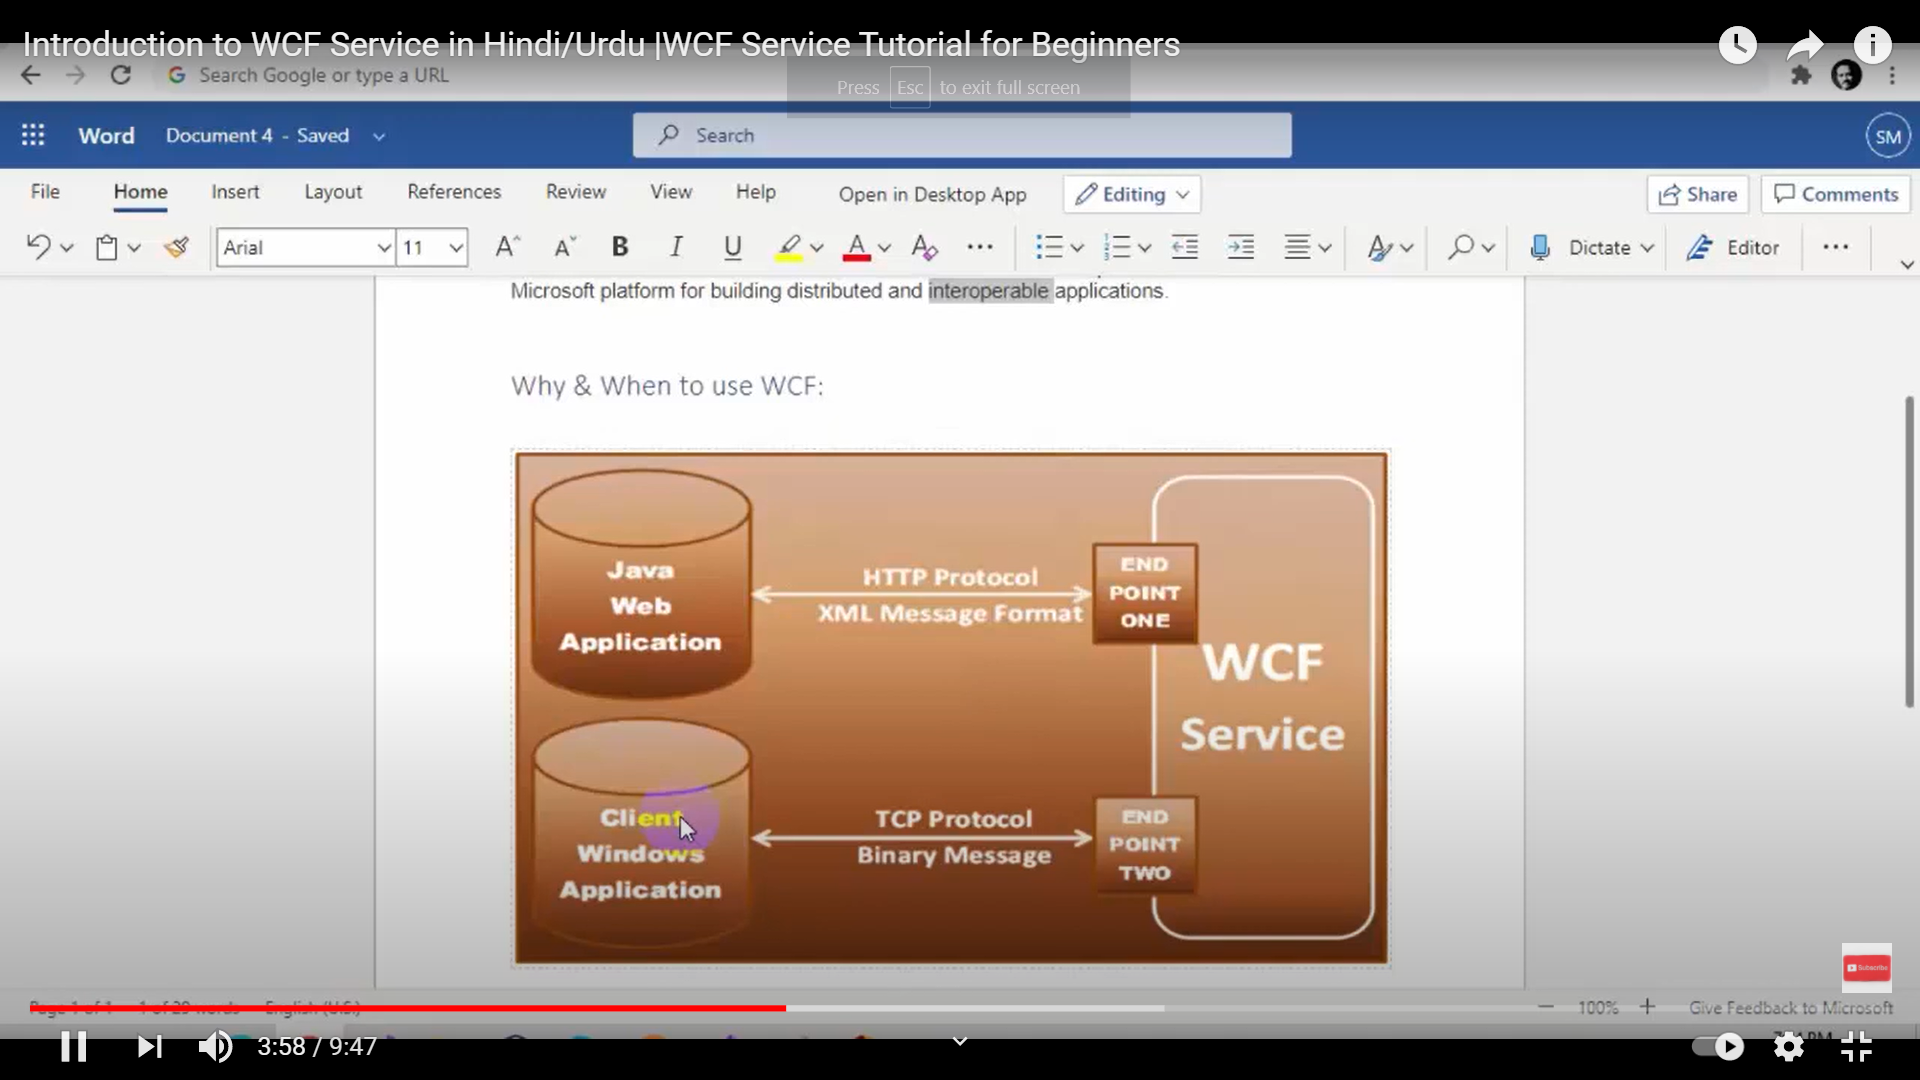 Introduction to WCF Service in Hindi/Urdu |WCF Service Tutorial for Beginners
Search Google or type a URL
Press Esc to exit full screen
Word Document 4 - Saved
Search
SM
File Home Insert Layout References Review View Help Open in Desktop App Editing Share Comments
Arial 11 B I U A Dictate Editor
Microsoft platform for building distributed and interoperable applications.
Why & When to use WCF:
Java
Web
Application
HTTP Protocol
XML Message Format
END
POINT
ONE
WCF
Service
Client
Windows
Application
TCP Protocol
Binary Message
END
POINT
TWO
Subscribe
100% Give Feedback to Microsoft
3:58 / 9:47